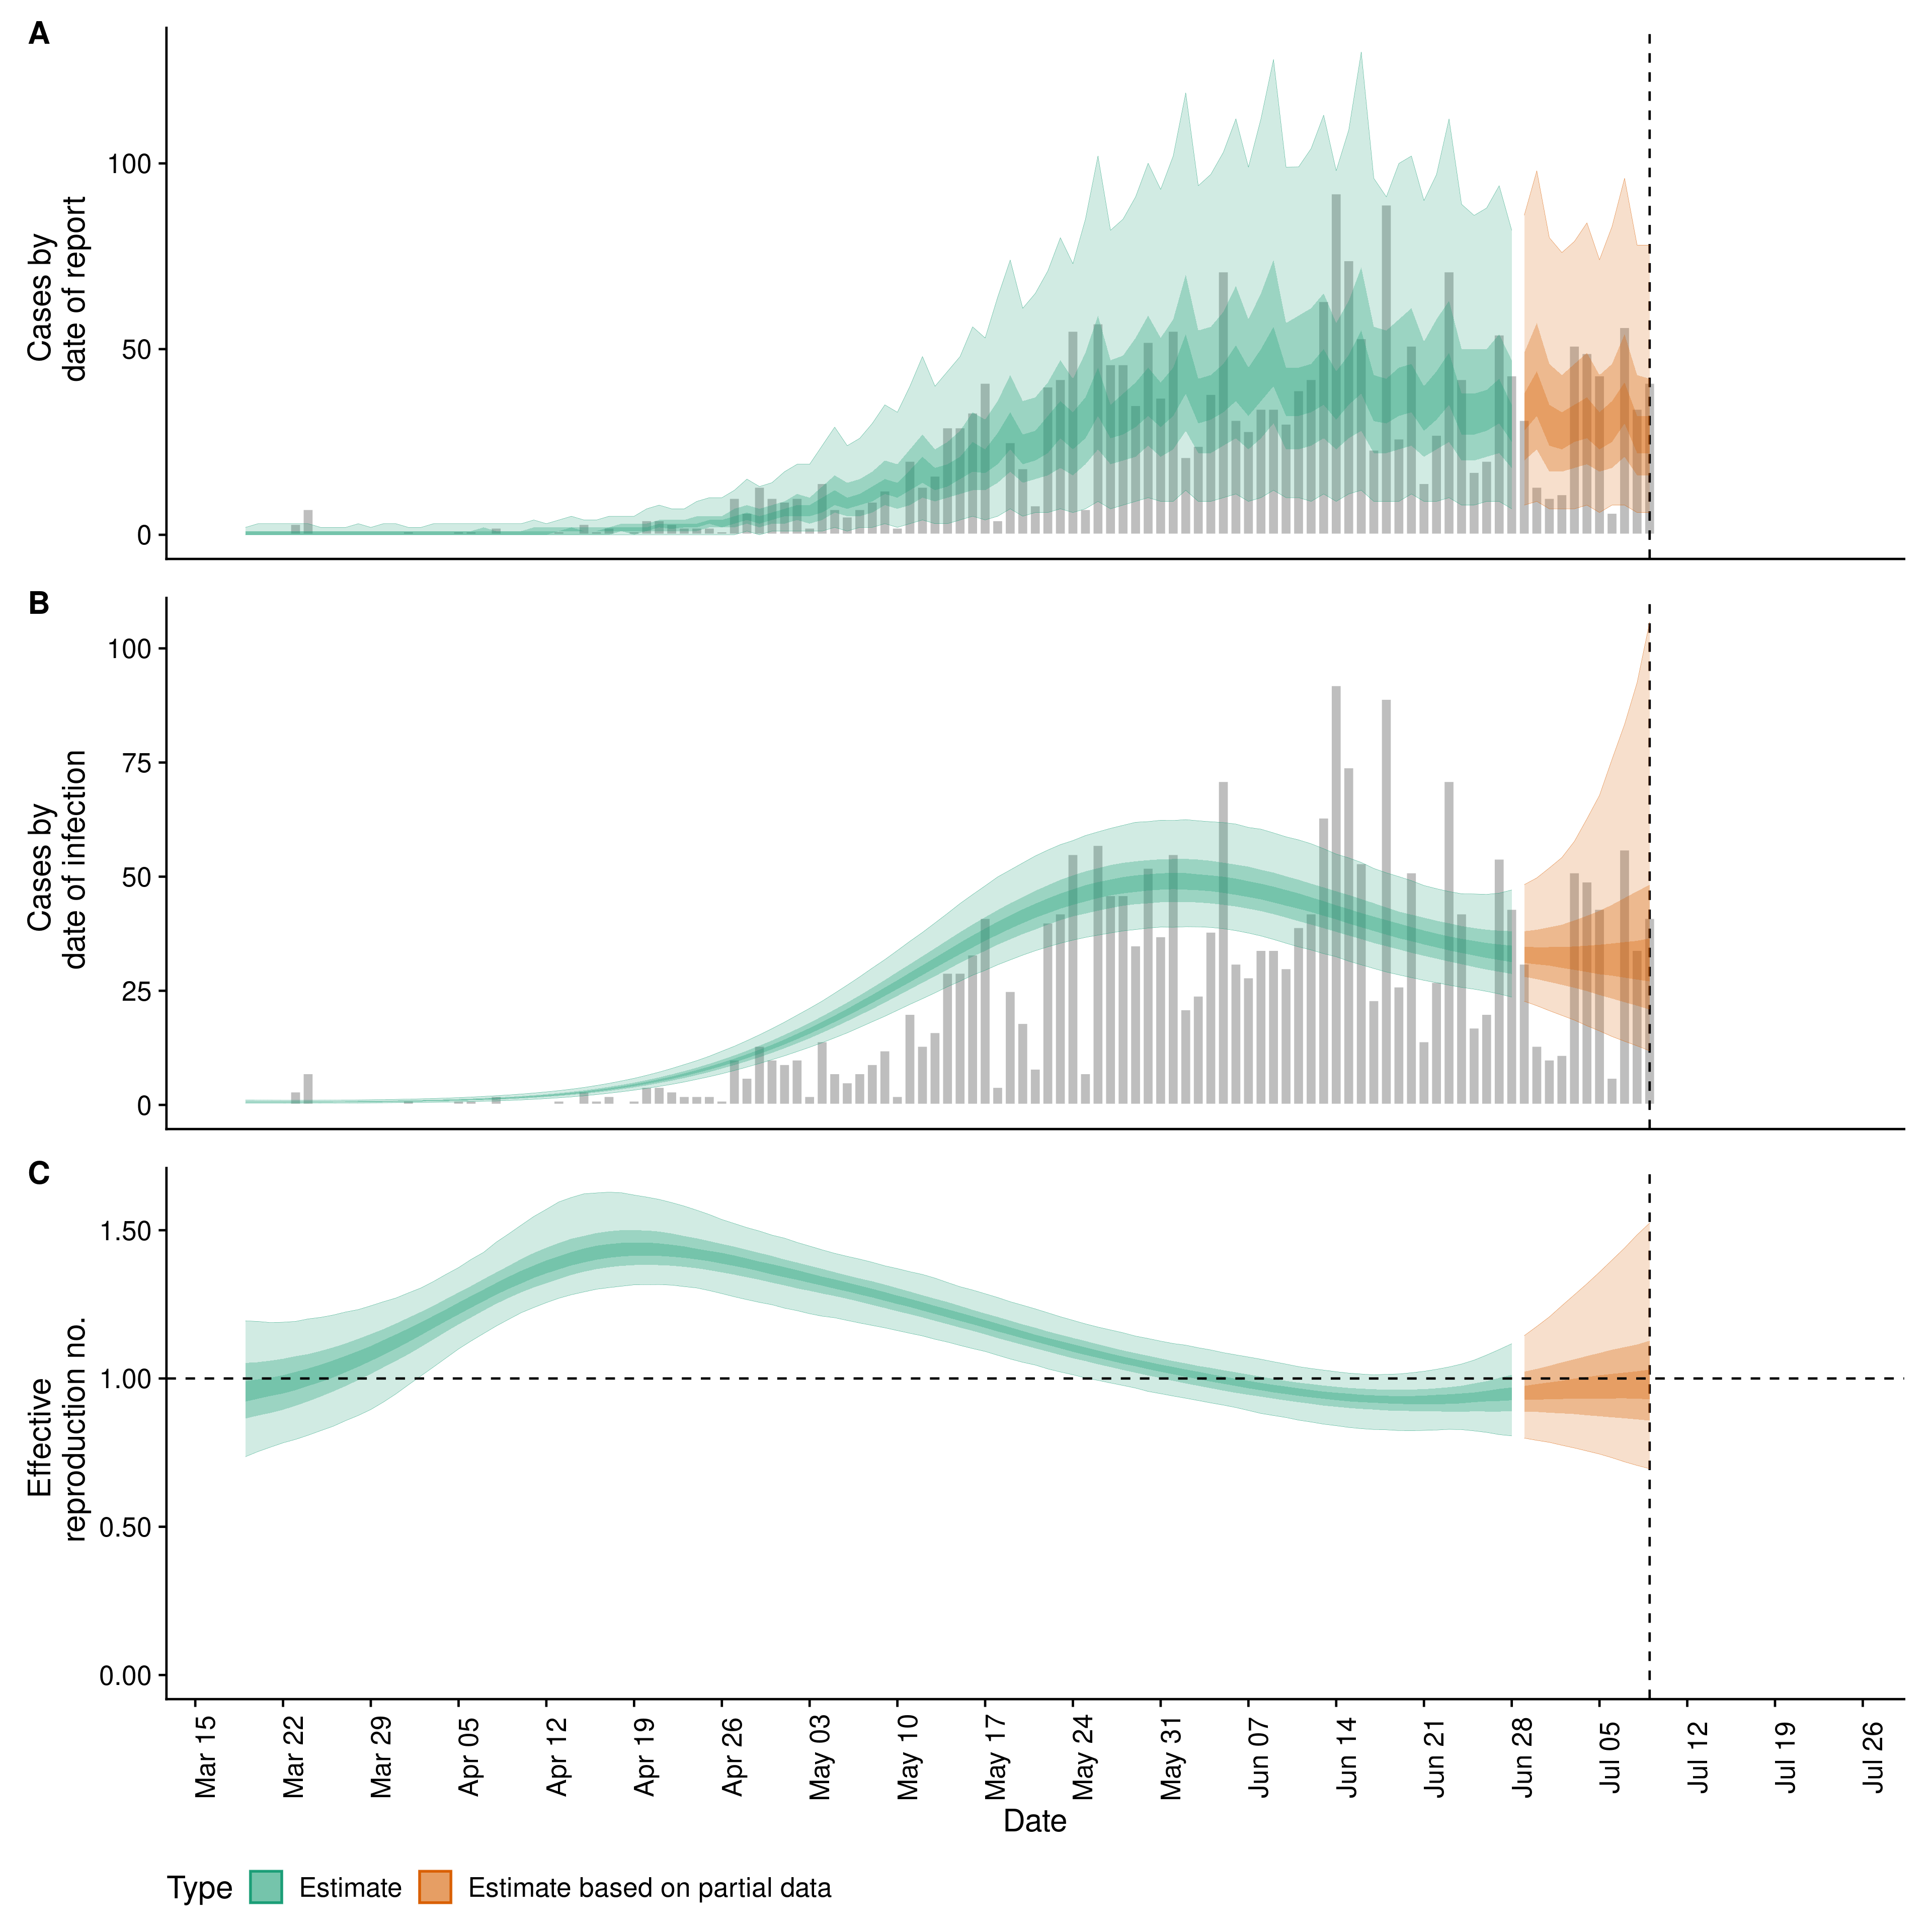 A
Cases by
date of report
100
50
0
B
Cases by
date of infection
100
75
50
25
0
C
Effective
reproduction no.
1.50
1.00
0.50
0.00
Mar 15
Mar 22
Mar 29
Apr 05
Apr 12
Apr 19
Apr 26
May 03
May 10
May 17
May 24
May 31
Jun 07
Jun 14
Jun 21
Jun 28
Jul 05
Jul 12
Jul 19
Jul 26
Date
Type Estimate Estimate based on partial data